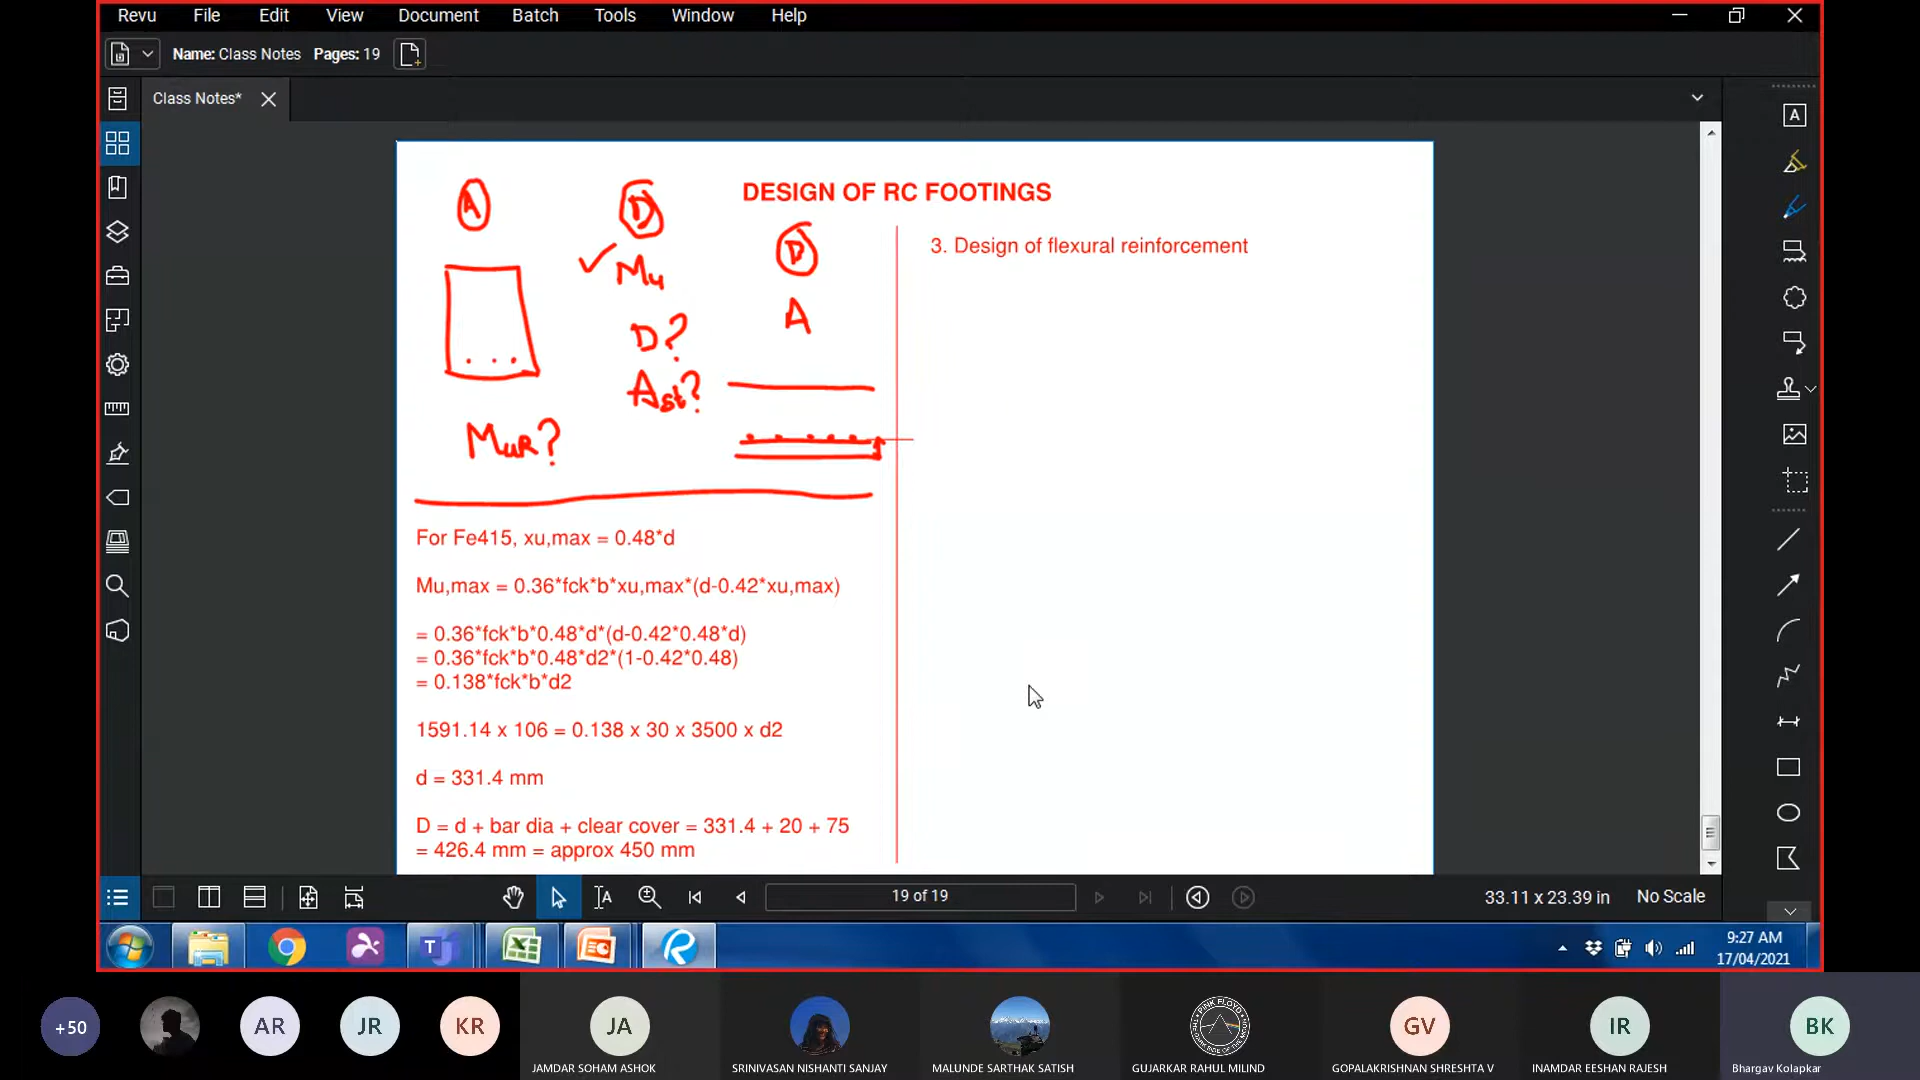 Revu File Edit View Document Batch Tools Window Help
Name: Class Notes Pages: 19
Class Notes*
DESIGN OF RC FOOTINGS
A
D
✓ Mu
D?
Ast?
MuR?
D
A
For Fe415, xu,max = 0.48*d
Mu,max = 0.36*fck*b*xu,max*(d-0.42*xu,max)
= 0.36*fck*b*0.48*d*(d-0.42*0.48*d)
= 0.36*fck*b*0.48*d2*(1-0.42*0.48)
= 0.138*fck*b*d2
1591.14 x 106 = 0.138 x 30 x 3500 x d2
d = 331.4 mm
D = d + bar dia + clear cover = 331.4 + 20 + 75
= 426.4 mm = approx 450 mm
3. Design of flexural reinforcement
A
A
19 of 19
33.11 x 23.39 in No Scale
T
9:27 AM
17/04/2021
+50
AR
JR
KR
JA
GV
IR
BK
JAMDAR SOHAM ASHOK
SRINIVASAN NISHANTI SANJAY
MALUNDE SARTHAK SATISH
GUJARKAR RAHUL MILIND
GOPALAKRISHNAN SHRESHTA V
INAMDAR EESHAN RAJESH
Bhargav Kolapkar